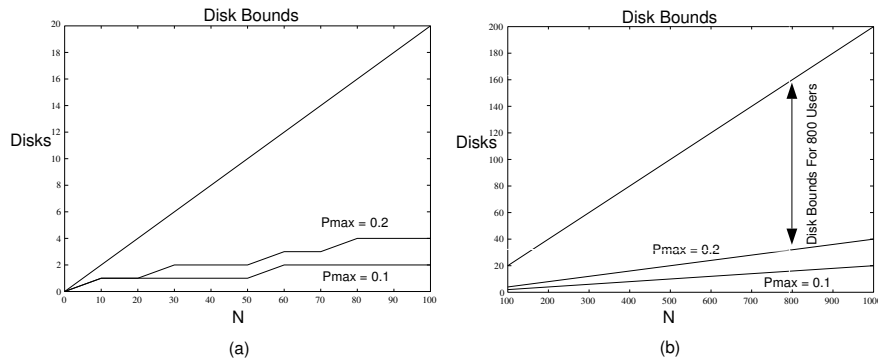 Disk Bounds
20
18
16
14
12
10
8
6
4
2
0
Disks
Pmax = 0.2
Pmax = 0.1
0 10 20 30 40 50 60 70 80 90 100
N
(a)
Disk Bounds
200
180
160
140
120
100
80
60
40
20
0
Disks
Disk Bounds For 800 Users
Pmax = 0.2
Pmax = 0.1
100 200 300 400 500 600 700 800 900 1000
N
(b)